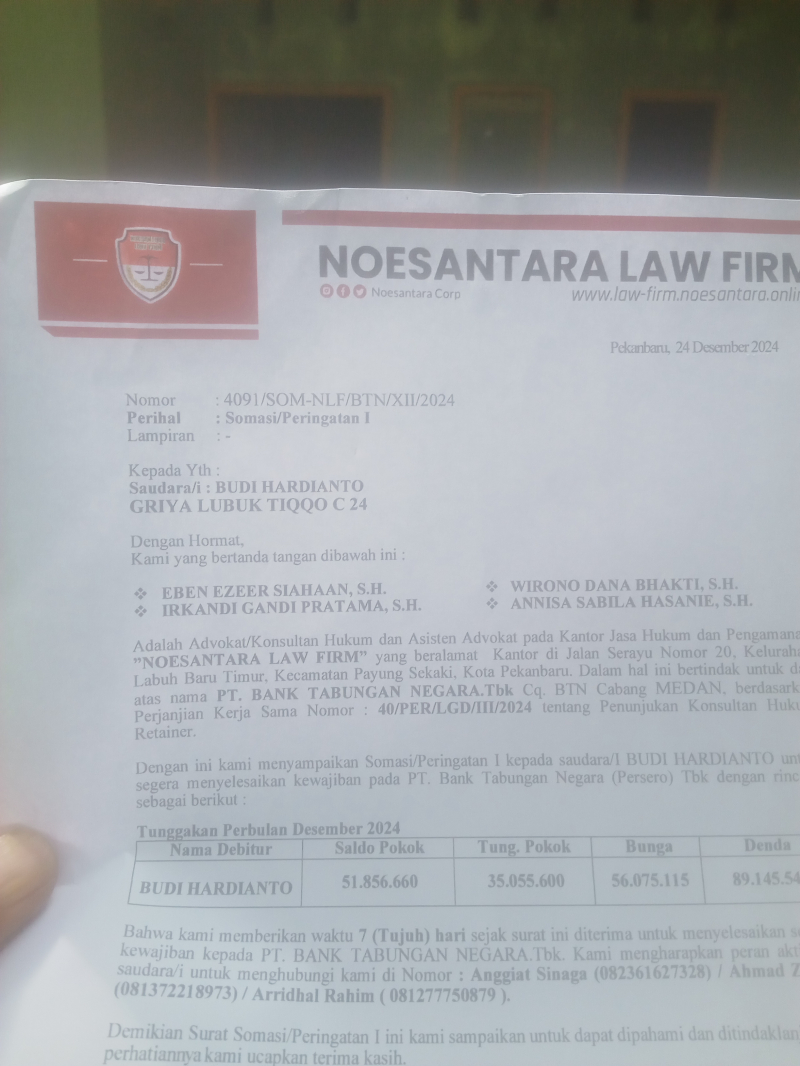 NOESANTARA LAW FIRM
Noesantara Corp
www.law-firm.noesantara.onlin
Pekanbaru, 24 Desember 2024
Nomor : 4091/SOM-NLF/BTN/XII/2024
Perihal : Somasi/Peringatan I
Lampiran : -
Kepada Yth :
Saudara/i : BUDI HARDIANTO
GRIYA LUBUK TIQQO C 24
Dengan Hormat,
Kami yang bertanda tangan dibawah ini :
❖ EBEN EZEER SIAHAAN, S.H. ❖ WIRONO DANA BHAKTI, S.H.
❖ IRKANDI GANDI PRATAMA, S.H. ❖ ANNISA SABILA HASANIE, S.H.
Adalah Advokat/Konsultan Hukum dan Asisten Advokat pada Kantor Jasa Hukum dan Pengamana
"NOESANTARA LAW FIRM" yang beralamat Kantor di Jalan Serayu Nomor 20, Keluraha
Labuh Baru Timur, Kecamatan Payung Sekaki, Kota Pekanbaru. Dalam hal ini bertindak untuk da
atas nama PT. BANK TABUNGAN NEGARA.Tbk Cq. BTN Cabang MEDAN, berdasark
Perjanjian Kerja Sama Nomor : 40/PER/LGD/III/2024 tentang Penunjukan Konsultan Huku
Retainer.
Dengan ini kami menyampaikan Somasi/Peringatan I kepada saudara/I BUDI HARDIANTO unt
segera menyelesaikan kewajiban pada PT. Bank Tabungan Negara (Persero) Tbk dengan rinc
sebagai berikut :
Tunggakan Perbulan Desember 2024
Nama Debitur Saldo Pokok Tung. Pokok Bunga Denda
BUDI HARDIANTO 51.856.660 35.055.600 56.075.115 89.145.54
Bahwa kami memberikan waktu 7 (Tujuh) hari sejak surat ini diterima untuk menyelesaikan s
kewajiban kepada PT. BANK TABUNGAN NEGARA.Tbk. Kami mengharapkan peran akt
saudara/i untuk menghubungi kami di Nomor : Anggiat Sinaga (082361627328) / Ahmad Z
(081372218973) / Arridhal Rahim ( 081277750879 ).
Demikian Surat Somasi/Peringatan I ini kami sampaikan untuk dapat dipahami dan ditindaklan
perhatiannya kami ucapkan terima kasih.